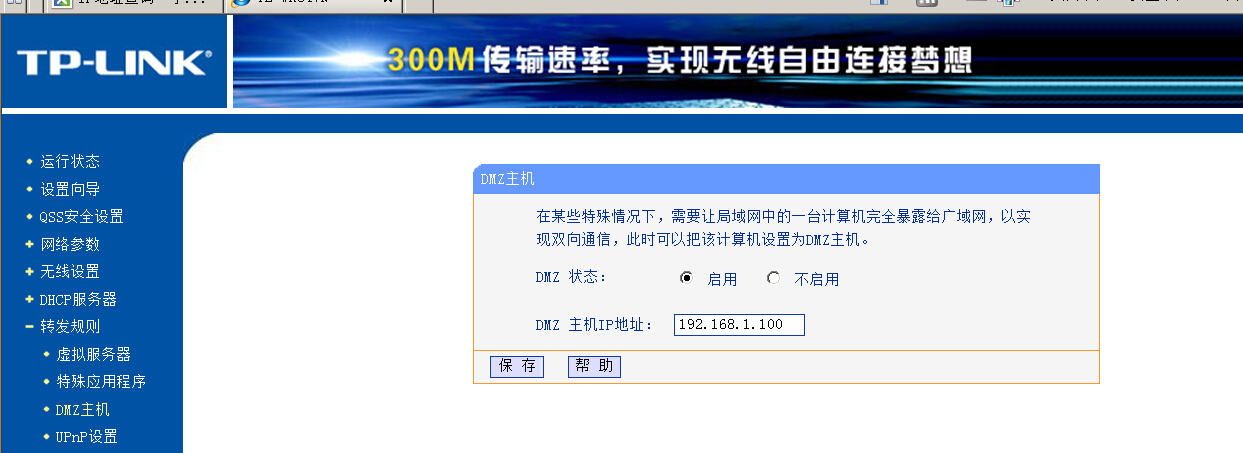 TP-LINK®
300M 传输速率，实现无线自由连接梦想
运行状态
设置向导
QSS安全设置
网络参数
无线设置
DHCP服务器
转发规则
虚拟服务器
特殊应用程序
DMZ主机
UPnP设置
DMZ主机
在某些特殊情况下，需要让局域网中的一台计算机完全暴露给广域网，以实
现双向通信，此时可以把该计算机设置为DMZ主机。
DMZ 状态： 启用 不启用
DMZ 主机IP地址： 192.168.1.100
保 存 帮 助